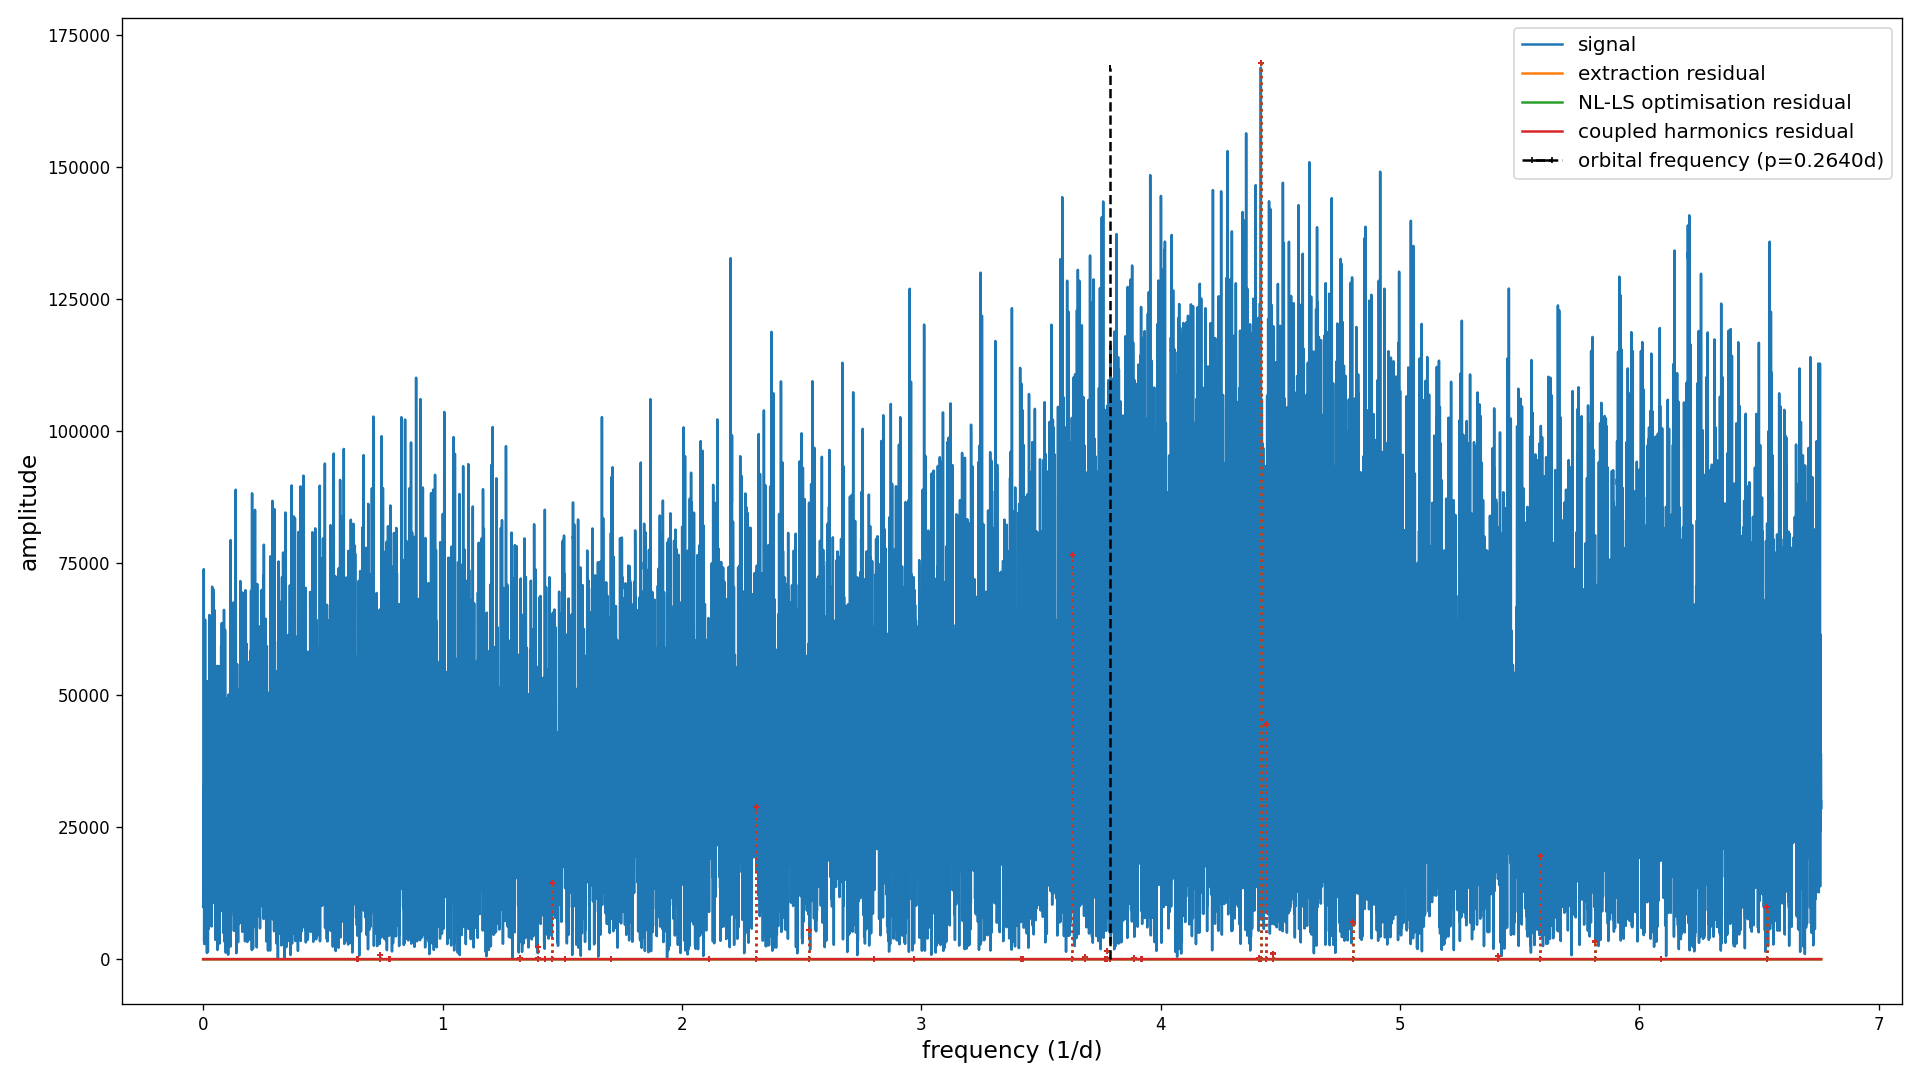 175000
150000
125000
100000
75000
50000
25000
0
amplitude
0 1 2 3 4 5 6 7
frequency (1/d)
signal
extraction residual
NL-LS optimisation residual
coupled harmonics residual
orbital frequency (p=0.2640d)